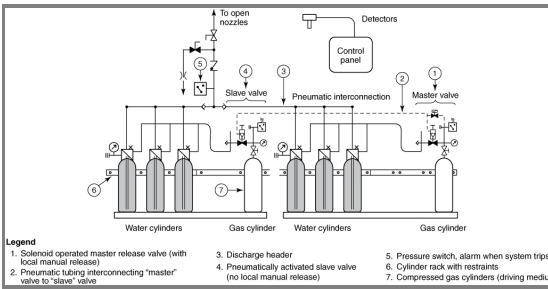 To open
nozzles
Detectors
Control
panel
5
4
3
2
1
Slave valve
Pneumatic interconnection
Master valve
6
7
Water cylinders
Gas cylinder
Water cylinders
Gas cylinder
Legend
1. Solenoid operated master release valve (with
local manual release)
2. Pneumatic tubing interconnecting "master"
valve to "slave" valve
3. Discharge header
4. Pneumatically activated slave valve
(no local manual release)
5. Pressure switch, alarm when system trips
6. Cylinder rack with restraints
7. Compressed gas cylinders (driving mediu